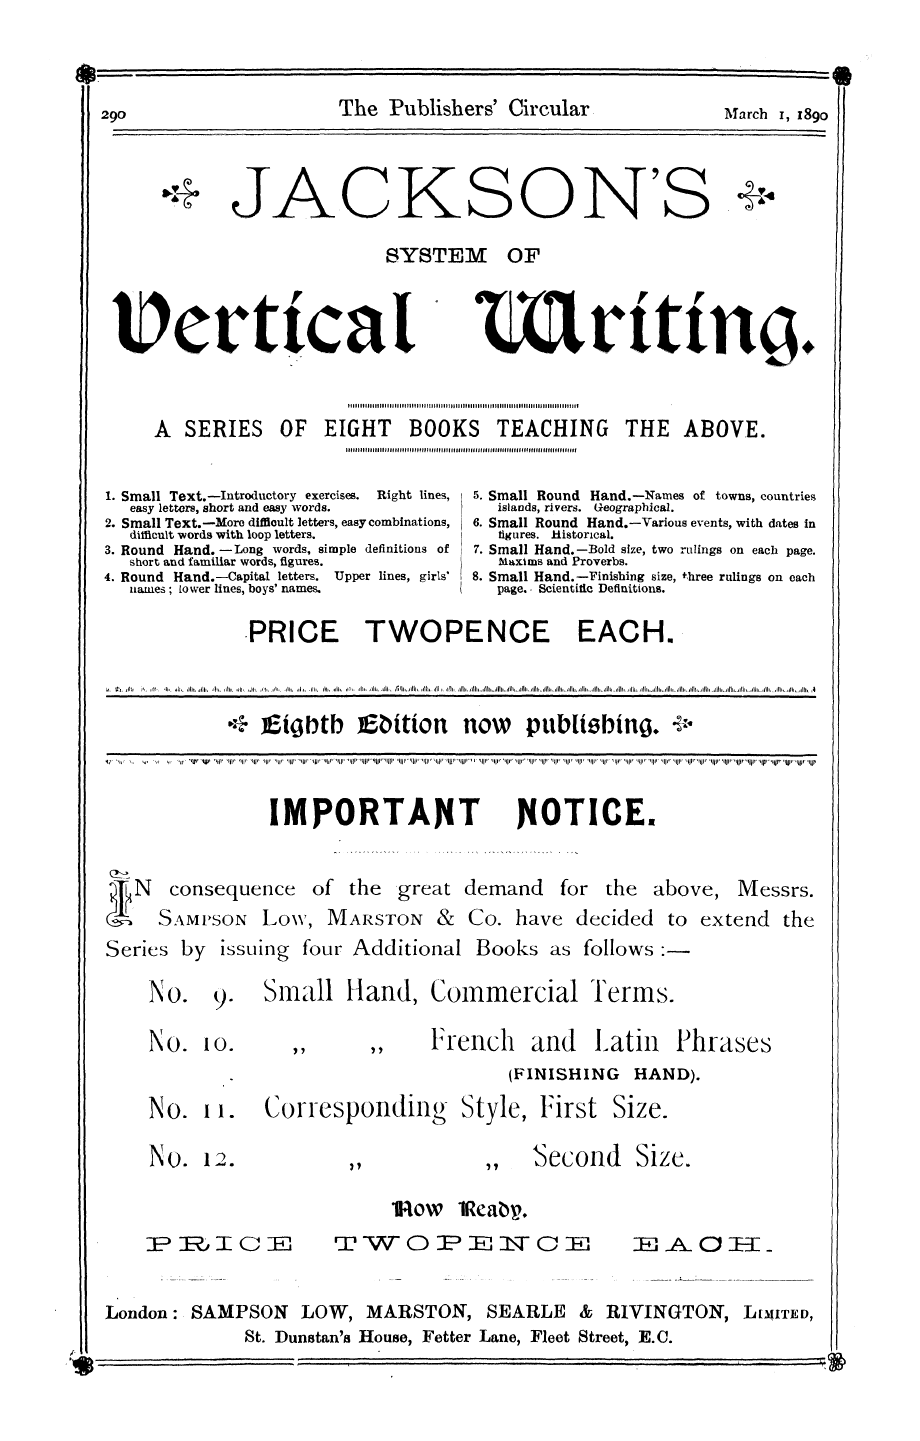 290 The Publishers' Circular March 1, 1890
JACKSON'S
SYSTEM OF
Vertical Writing.
A SERIES OF EIGHT BOOKS TEACHING THE ABOVE.
1. Small Text.—Introductory exercises. Right lines,
easy letters, short and easy words.
2. Small Text.—More difficult letters, easy combinations,
difficult words with loop letters.
3. Round Hand.—Long words, simple definitions of
short and familiar words, figures.
4. Round Hand.—Capital letters. Upper lines, girls'
names; lower lines, boys' names.
5. Small Round Hand.—Names of towns, countries
islands, rivers. Geographical.
6. Small Round Hand.—Various events, with dates in
figures. Historical.
7. Small Hand.—Bold size, two rulings on each page.
Maxims and Proverbs.
8. Small Hand.—Finishing size, three rulings on each
page. Scientific Definitions.
PRICE TWOPENCE EACH.
Eighth Edition now publishing.
IMPORTANT NOTICE.
IN consequence of the great demand for the above, Messrs.
SAMPSON LOW, MARSTON & CO. have decided to extend the
Series by issuing four Additional Books as follows:—
No. 9. Small Hand, Commercial Terms.
No. 10. ,, ,, French and Latin Phrases
(FINISHING HAND).
No. 11. Corresponding Style, First Size.
No. 12. ,, ,, Second Size.
Now Ready.
PRICE TWOPENCE EACH.
London: SAMPSON LOW, MARSTON, SEARLE & RIVINGTON, LIMITED,
St. Dunstan's House, Fetter Lane, Fleet Street, E.C.